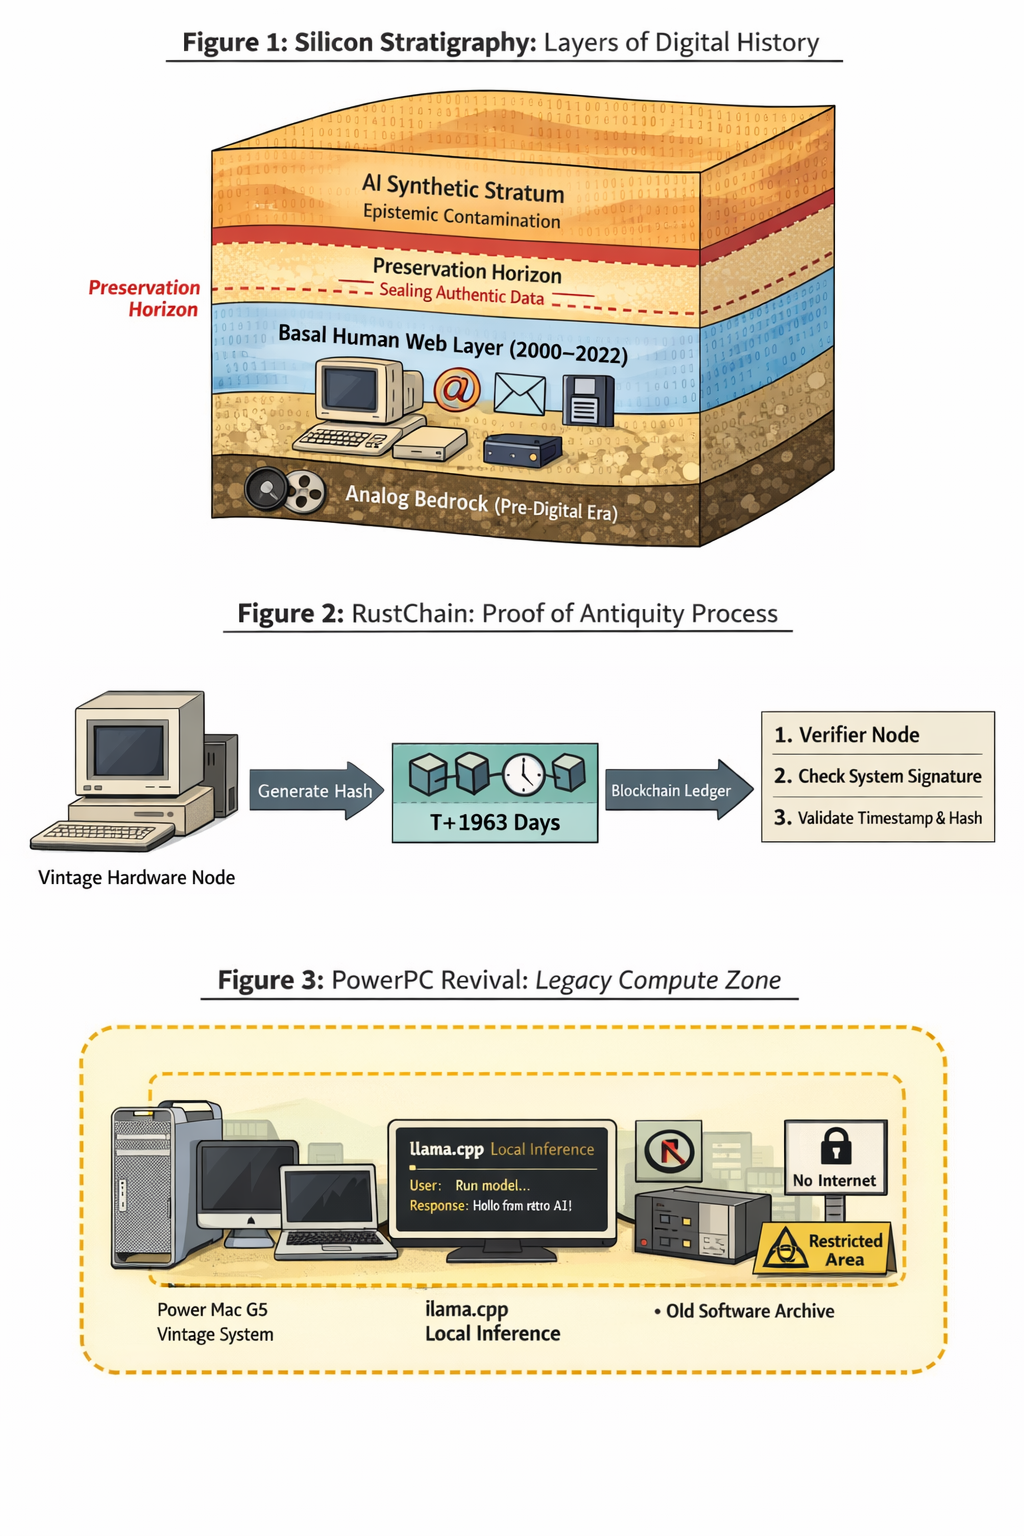 Figure 1: Silicon Stratigraphy: Layers of Digital History
AI Synthetic Stratum
Epistemic Contamination
Preservation Horizon
Sealing Authentic Data
Preservation
Horizon
Basal Human Web Layer (2000–2022)
@
Analog Bedrock (Pre-Digital Era)
Figure 2: RustChain: Proof of Antiquity Process
Generate Hash
T+1963 Days
Blockchain Ledger
1. Verifier Node
2. Check System Signature
3. Validate Timestamp & Hash
Vintage Hardware Node
Figure 3: PowerPC Revival: Legacy Compute Zone
llama.cpp Local Inference
User: Run model...
Response: Hollo from retro A1!
No Internet
Restricted
Area
Power Mac G5
Vintage System
ilama.cpp
Local Inference
• Old Software Archive